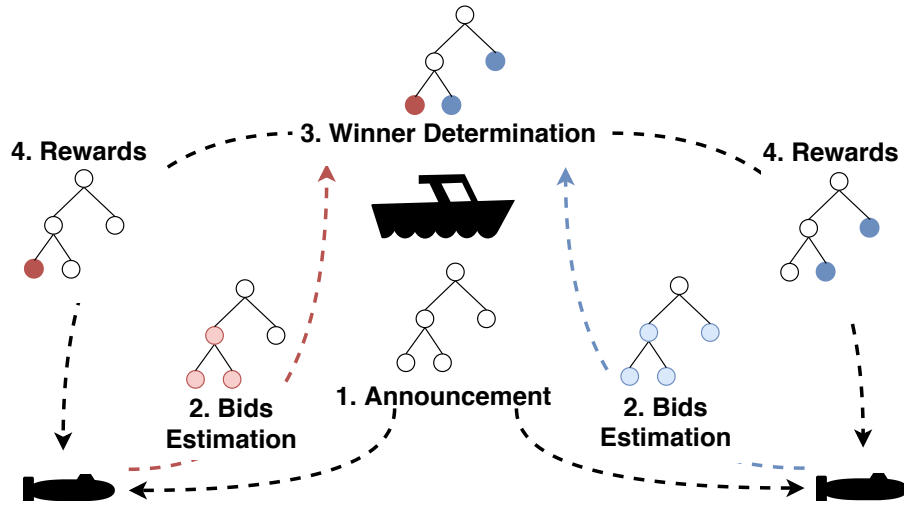 3. Winner Determination
4. Rewards
4. Rewards
1. Announcement
2. Bids
Estimation
2. Bids
Estimation